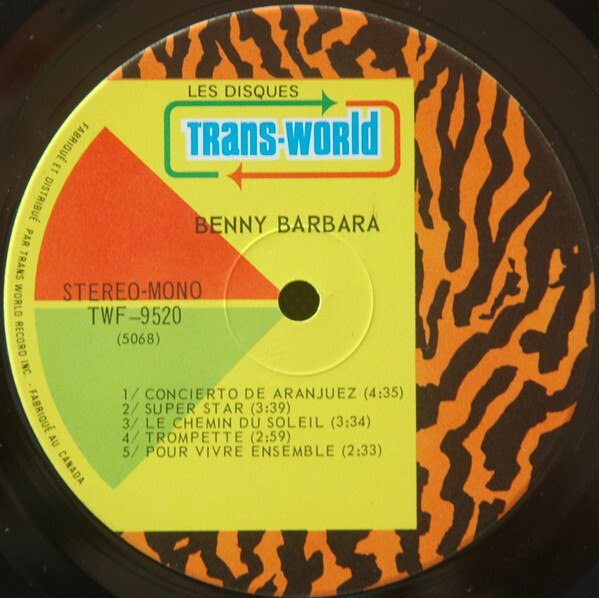 LES DISQUES
TRANS-WORLD
BENNY BARBARA
STEREO-MONO
TWF-9520
(5068)
1/ CONCIERTO DE ARANJUEZ (4:35)
2/ SUPER STAR (3:39)
3/ LE CHEMIN DU SOLEIL (3:34)
4/ TROMPETTE (2:59)
5/ POUR VIVRE ENSEMBLE (2:33)
FABRIQUÉ ET DISTRIBUÉ PAR TRANS WORLD RECORD INC. - FABRIQUÉ AU CANADA